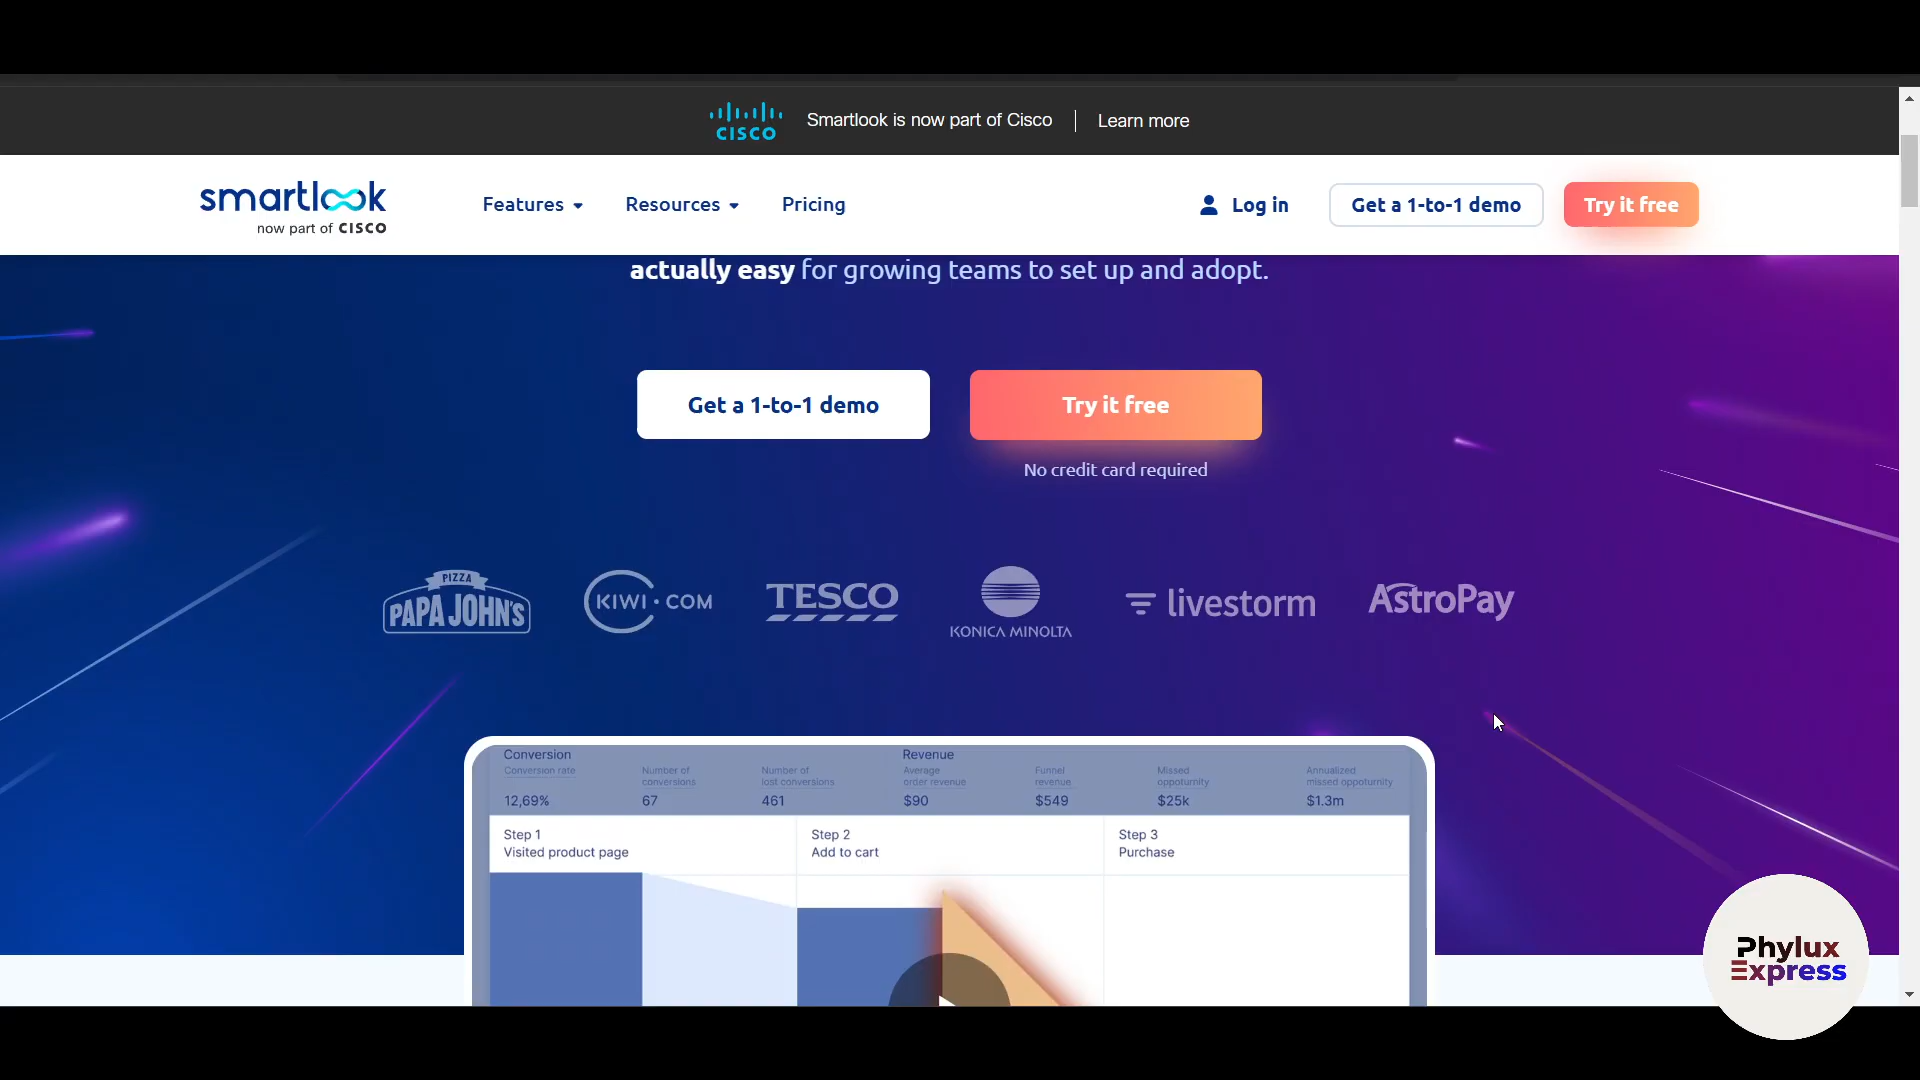 CISCO
Smartlook is now part of Cisco
Learn more
smartlook
now part of CISCO
Features
Resources
Pricing
Log in
Get a 1-to-1 demo
Try it free
actually easy for growing teams to set up and adopt.
Get a 1-to-1 demo
Try it free
No credit card required
PIZZA
PAPA JOHN'S
KIWI.COM
TESCO
KONICA MINOLTA
livestorm
AstroPay
Conversion
Revenue
Conversion rate
Number of
conversions
Number of
lost conversions
Average
order revenue
Funnel
revenue
Missed
oppoturnity
Annualized
missed oppoturnity
12,69%
67
461
$90
$549
$25k
$1.3m
Step 1
Visited product page
Step 2
Add to cart
Step 3
Purchase
Phylux
Express